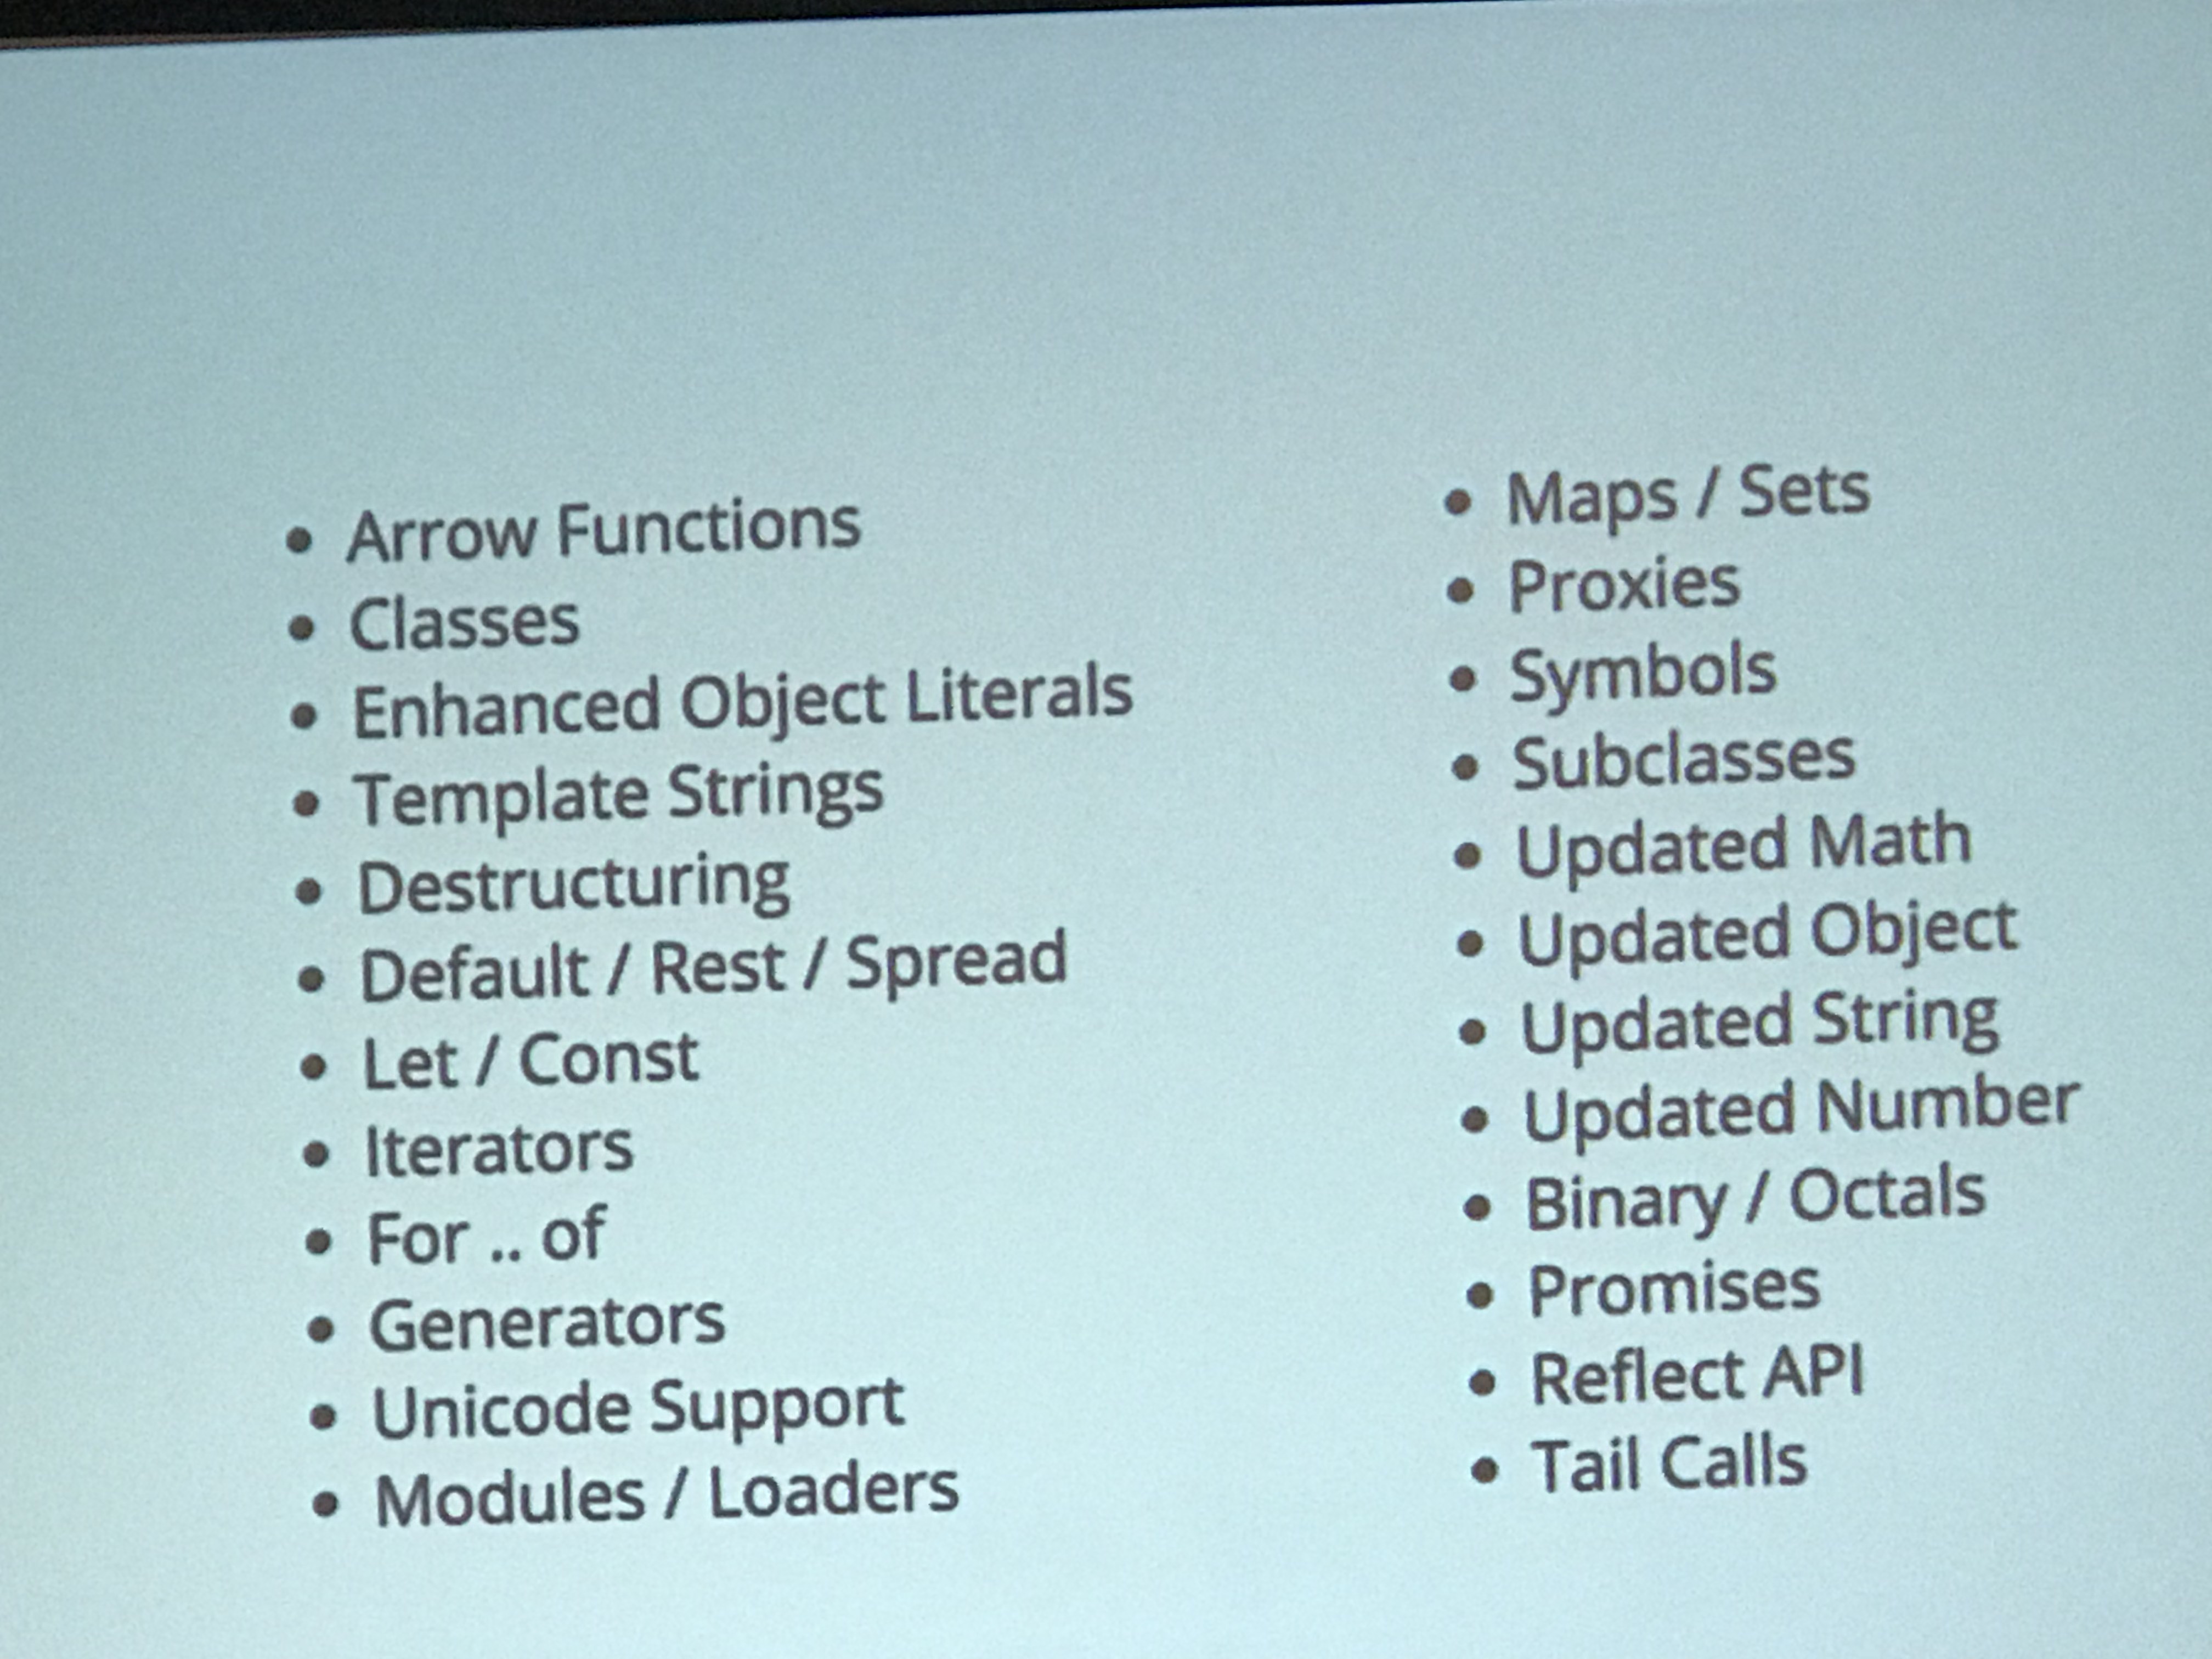 • Arrow Functions
• Classes
• Enhanced Object Literals
• Template Strings
• Destructuring
• Default / Rest / Spread
• Let / Const
• Iterators
• For .. of
• Generators
• Unicode Support
• Modules / Loaders
• Maps / Sets
• Proxies
• Symbols
• Subclasses
• Updated Math
• Updated Object
• Updated String
• Updated Number
• Binary / Octals
• Promises
• Reflect API
• Tail Calls